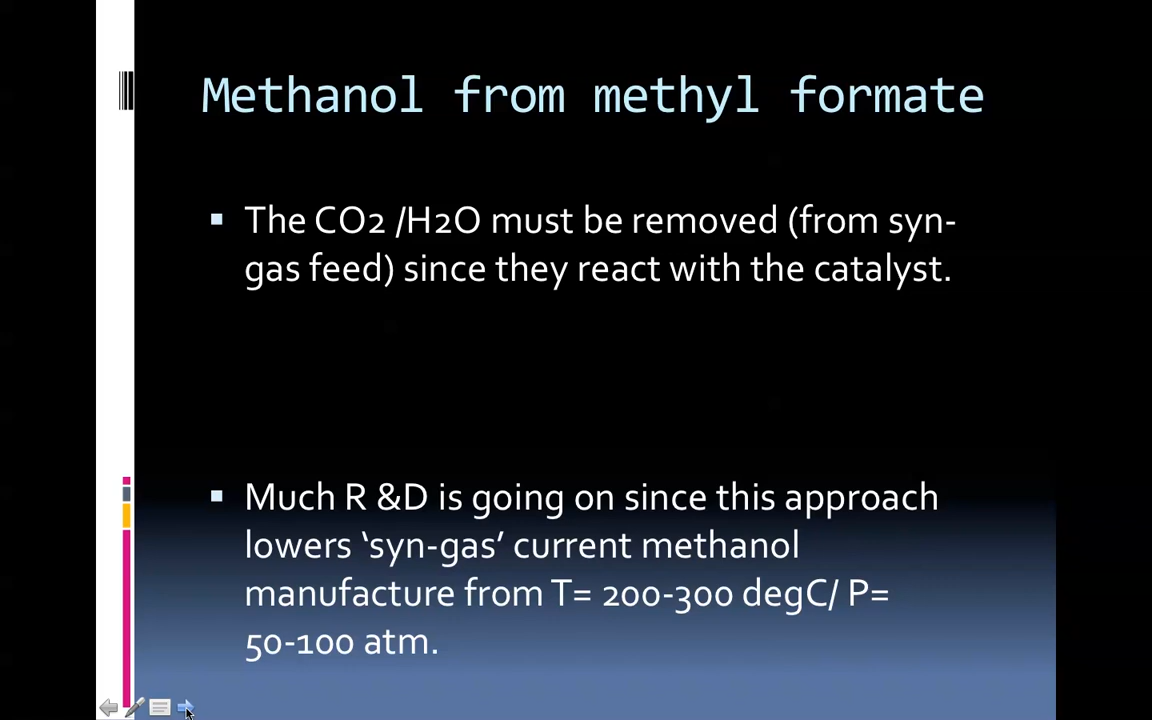 Methanol from methyl formate
The CO2 /H2O must be removed (from syn-
gas feed) since they react with the catalyst.
Much R &D is going on since this approach
lowers ‘syn-gas’ current methanol
manufacture from T= 200-300 degC/ P=
50-100 atm.